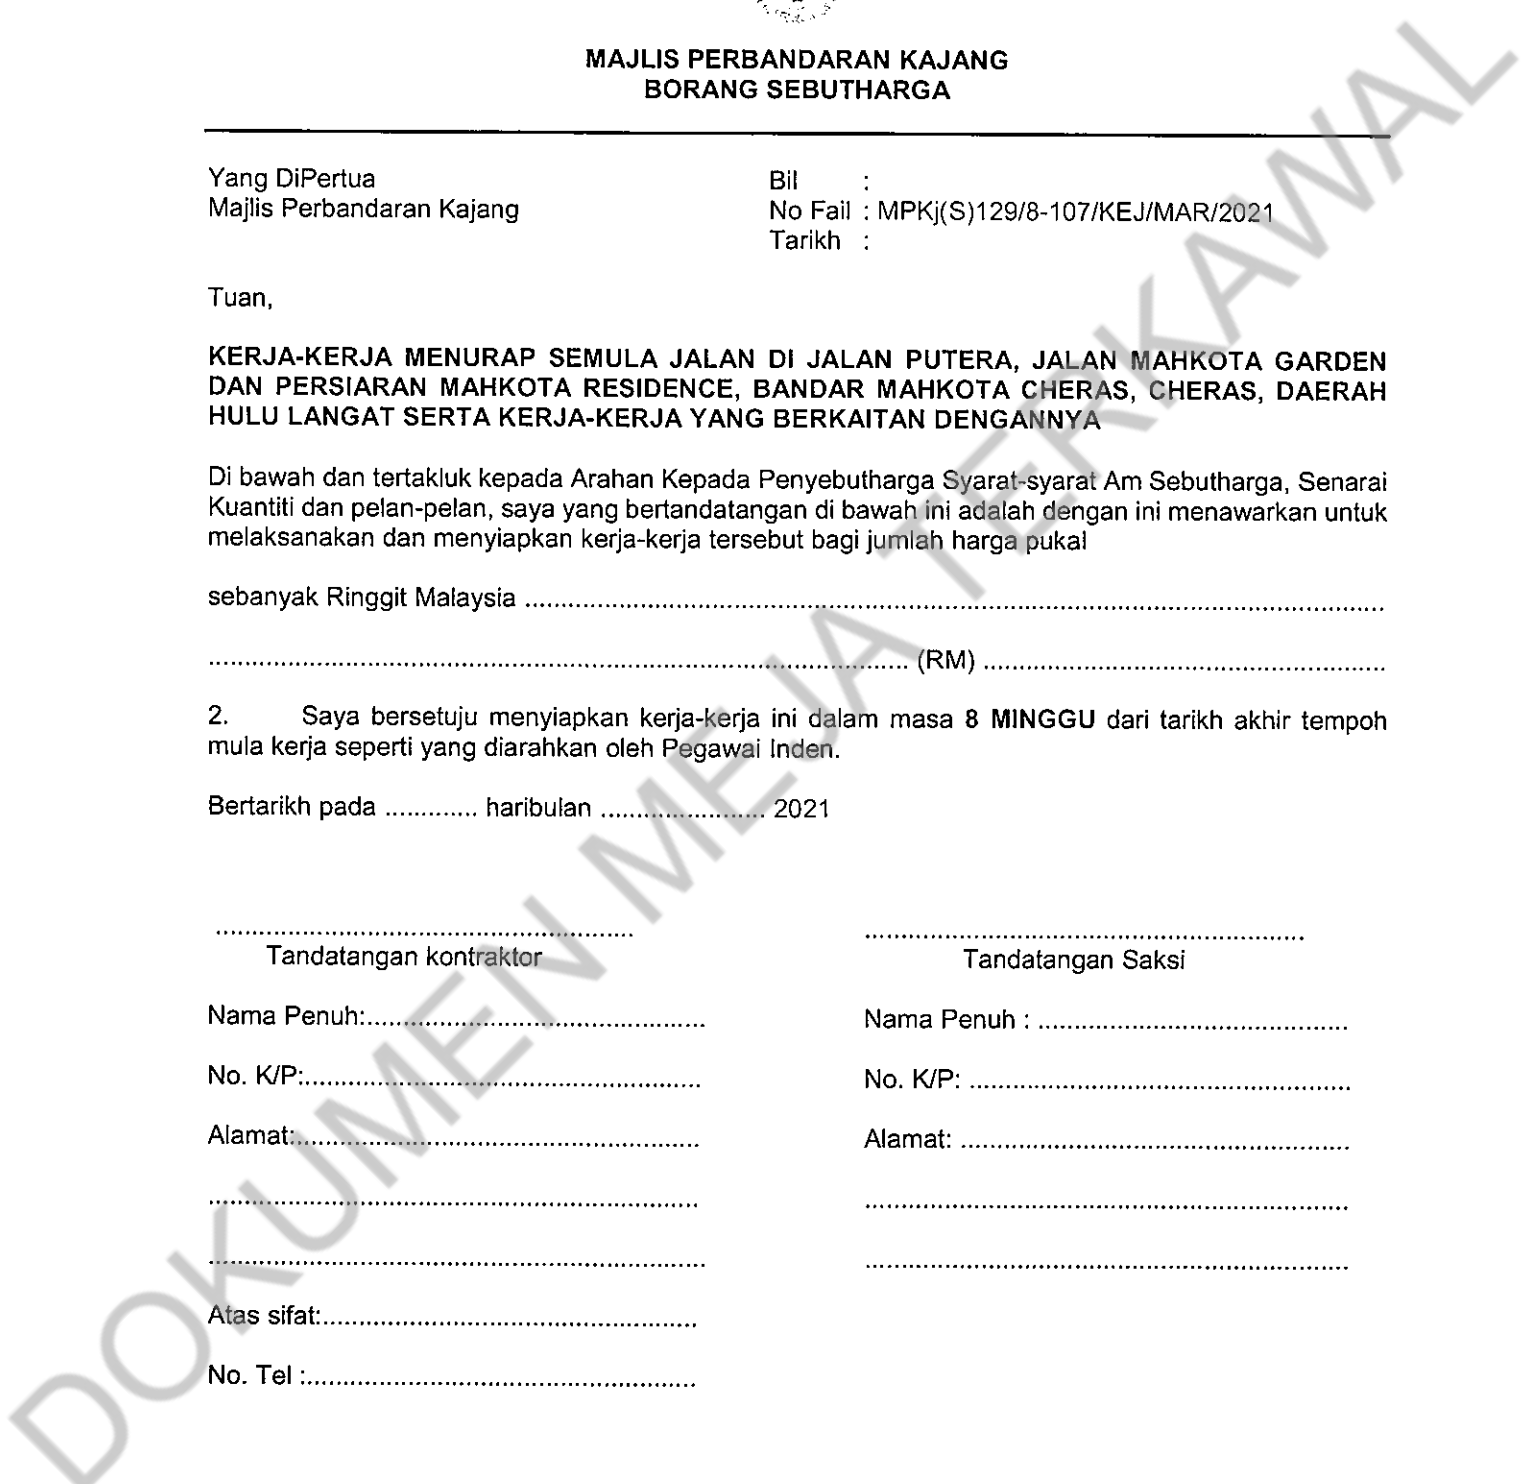 MAJLIS PERBANDARAN KAJANG
BORANG SEBUTHARGA
Yang DiPertua
Majlis Perbandaran Kajang
Bil :
No Fail : MPKj(S)129/8-107/KEJ/MAR/2021
Tarikh :
Tuan,
KERJA-KERJA MENURAP SEMULA JALAN DI JALAN PUTERA, JALAN MAHKOTA GARDEN
DAN PERSIARAN MAHKOTA RESIDENCE, BANDAR MAHKOTA CHERAS, CHERAS, DAERAH
HULU LANGAT SERTA KERJA-KERJA YANG BERKAITAN DENGANNYA
Di bawah dan tertakluk kepada Arahan Kepada Penyebutharga Syarat-syarat Am Sebutharga, Senarai
Kuantiti dan pelan-pelan, saya yang bertandatangan di bawah ini adalah dengan ini menawarkan untuk
melaksanakan dan menyiapkan kerja-kerja tersebut bagi jumlah harga pukal
sebanyak Ringgit Malaysia ........................................................................
........................................................................ (RM) ........................................
2. Saya bersetuju menyiapkan kerja-kerja ini dalam masa 8 MINGGU dari tarikh akhir tempoh
mula kerja seperti yang diarahkan oleh Pegawai Inden.
Bertarikh pada ............. haribulan ....................... 2021
Tandatangan kontraktor
Nama Penuh:...............................................
No. K/P:.......................................................
Alamat:........................................................
....................................................................
....................................................................
Atas sifat:....................................................
No. Tel :......................................................
Tandatangan Saksi
Nama Penuh : ...........................................
No. K/P: .....................................................
Alamat: ......................................................
....................................................................
....................................................................
DOKUMEN MEJA TERKAWAL